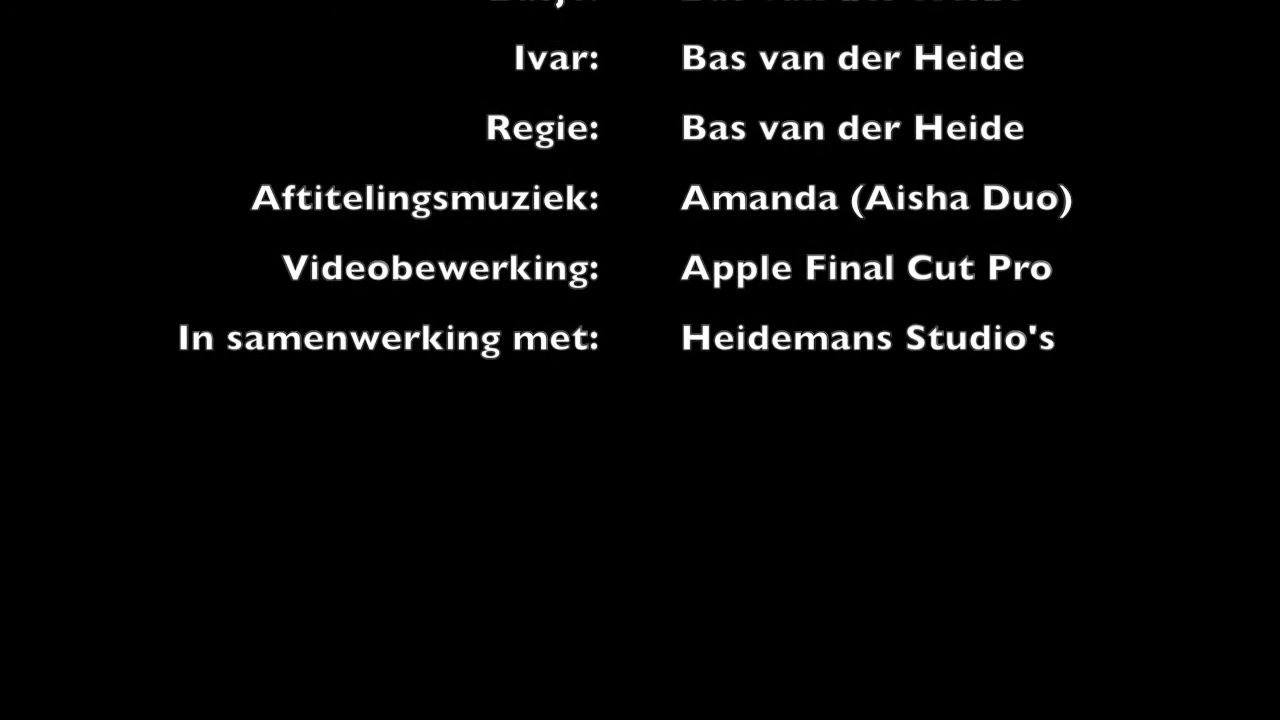 Ivar: Bas van der Heide
Regie: Bas van der Heide
Aftitelingsmuziek: Amanda (Aisha Duo)
Videobewerking: Apple Final Cut Pro
In samenwerking met: Heidemans Studio's